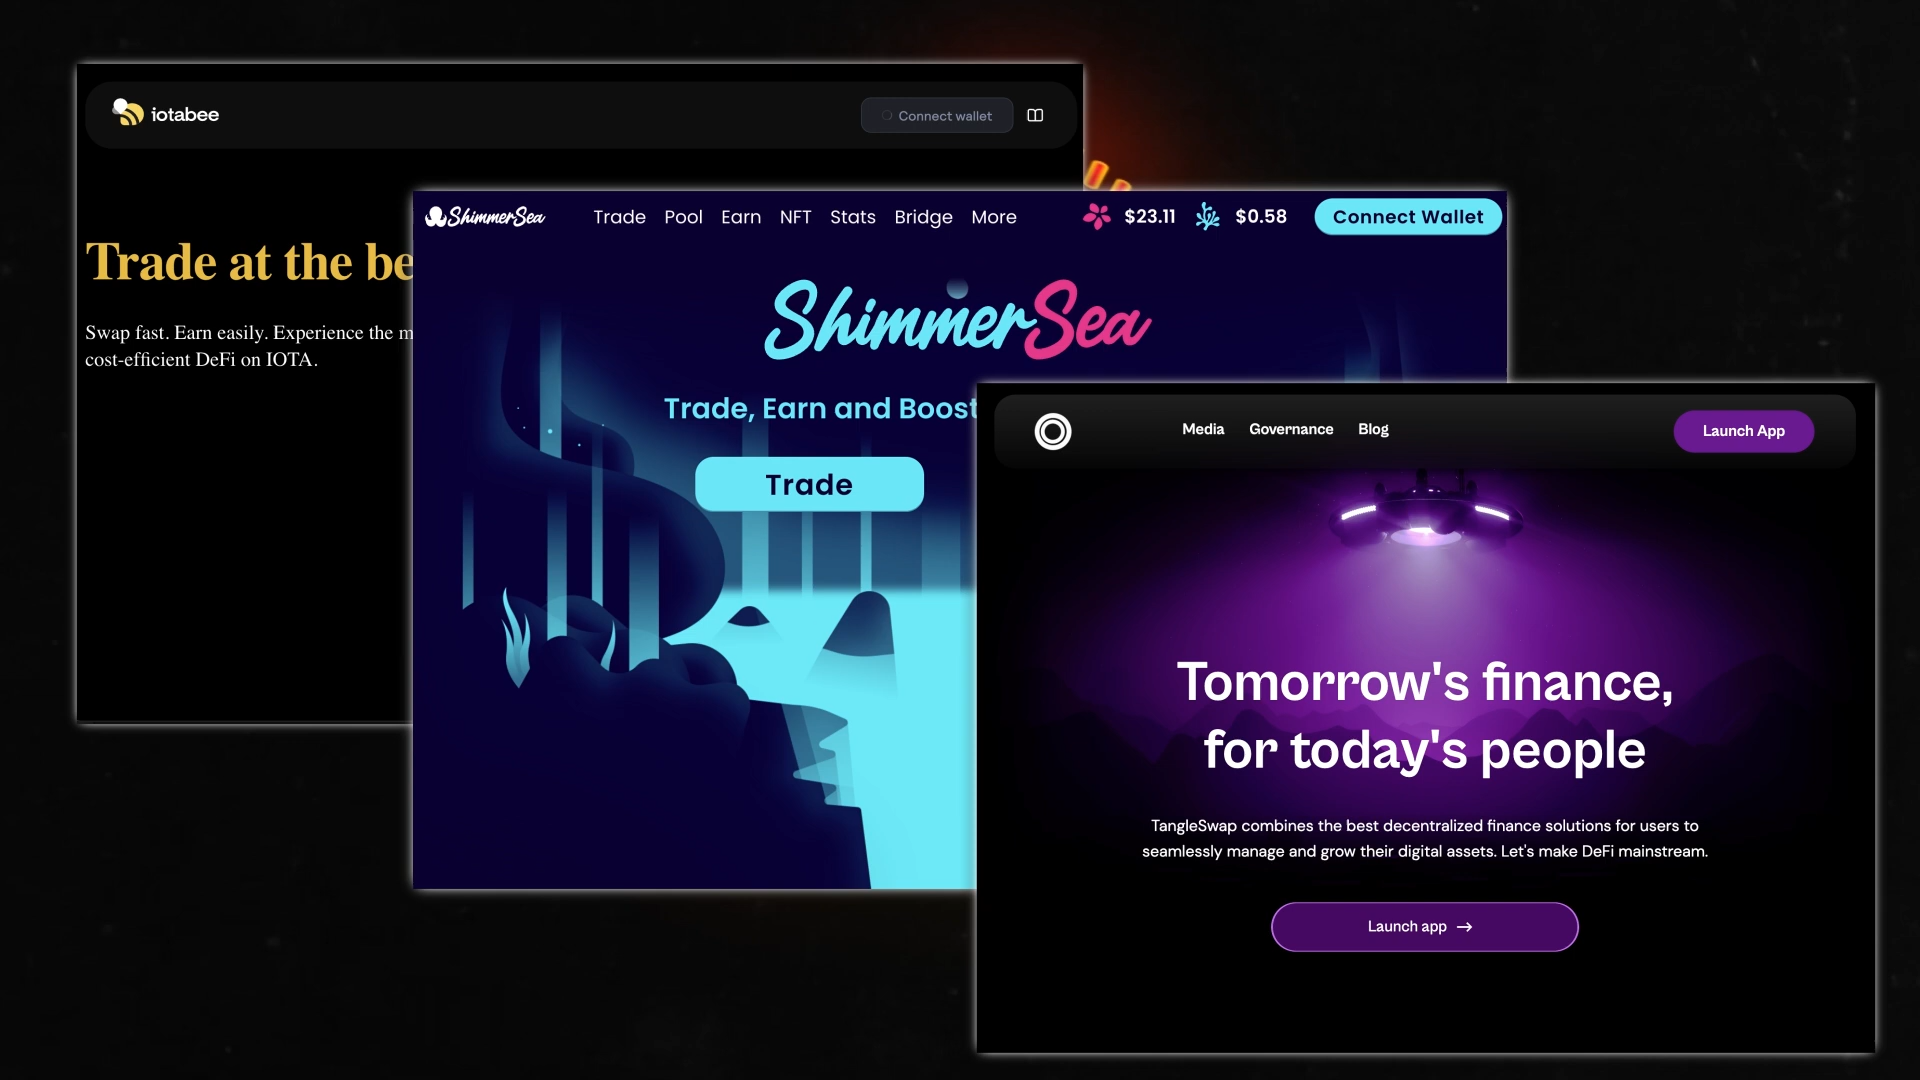 iotabee
Connect wallet
Trade at the be
Swap fast. Earn easily. Experience the m
cost-efficient DeFi on IOTA.
ShimmerSea
Trade Pool Earn NFT Stats Bridge More
$23.11 $0.58
Connect Wallet
ShimmerSea
Trade, Earn and Boost
Trade
Media Governance Blog
Launch App
Tomorrow's finance,
for today's people
TangleSwap combines the best decentralized finance solutions for users to
seamlessly manage and grow their digital assets. Let's make DeFi mainstream.
Launch app →